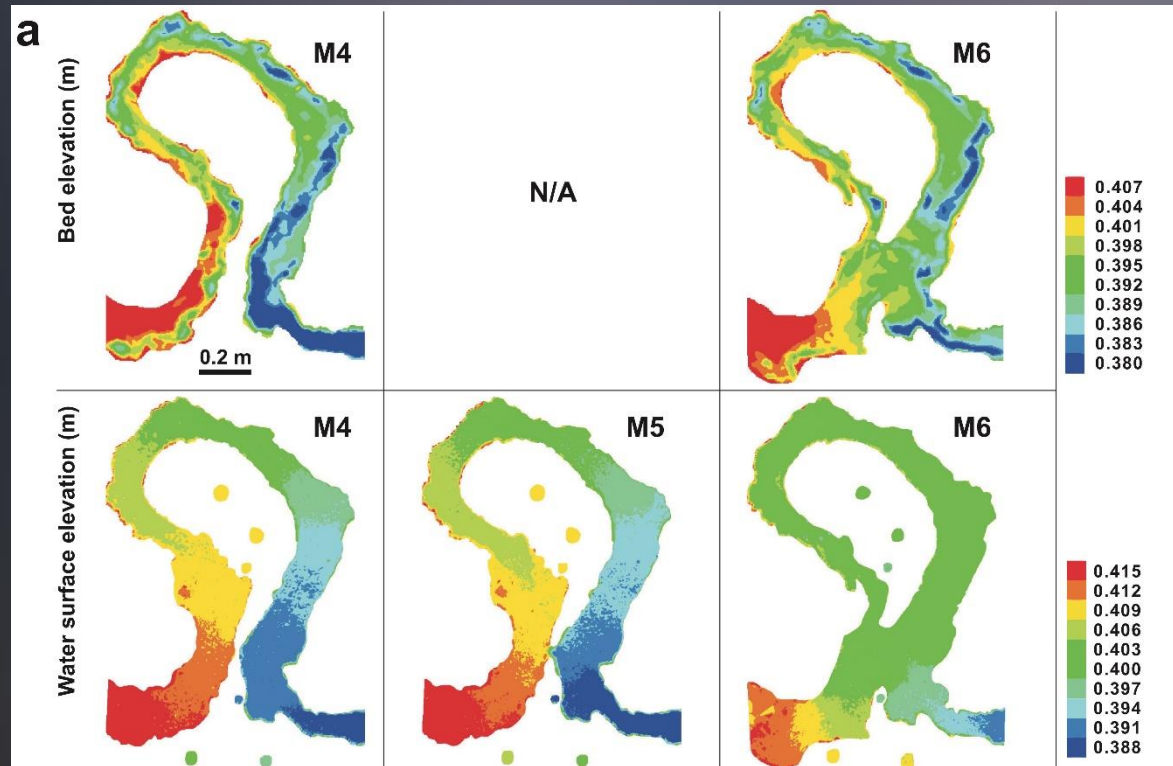 a
M4
M6
Bed elevation (m)
N/A
0.2 m
0.407
0.404
0.401
0.398
0.395
0.392
0.389
0.386
0.383
0.380
Water surface elevation (m)
M4
M5
M6
0.415
0.412
0.409
0.406
0.403
0.400
0.397
0.394
0.391
0.388